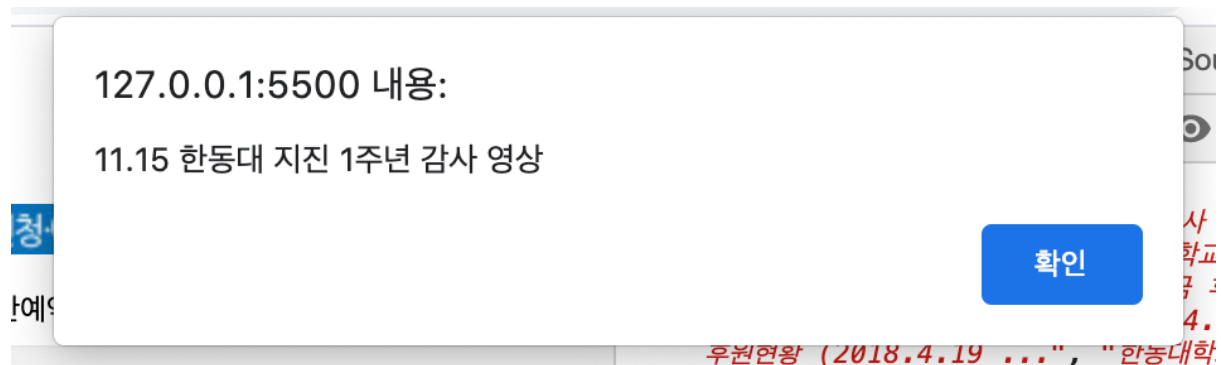 127.0.0.1:5500 내용:
11.15 한동대 지진 1주년 감사 영상
확인
후원현황 (2018.4.19 ...", "한동대학